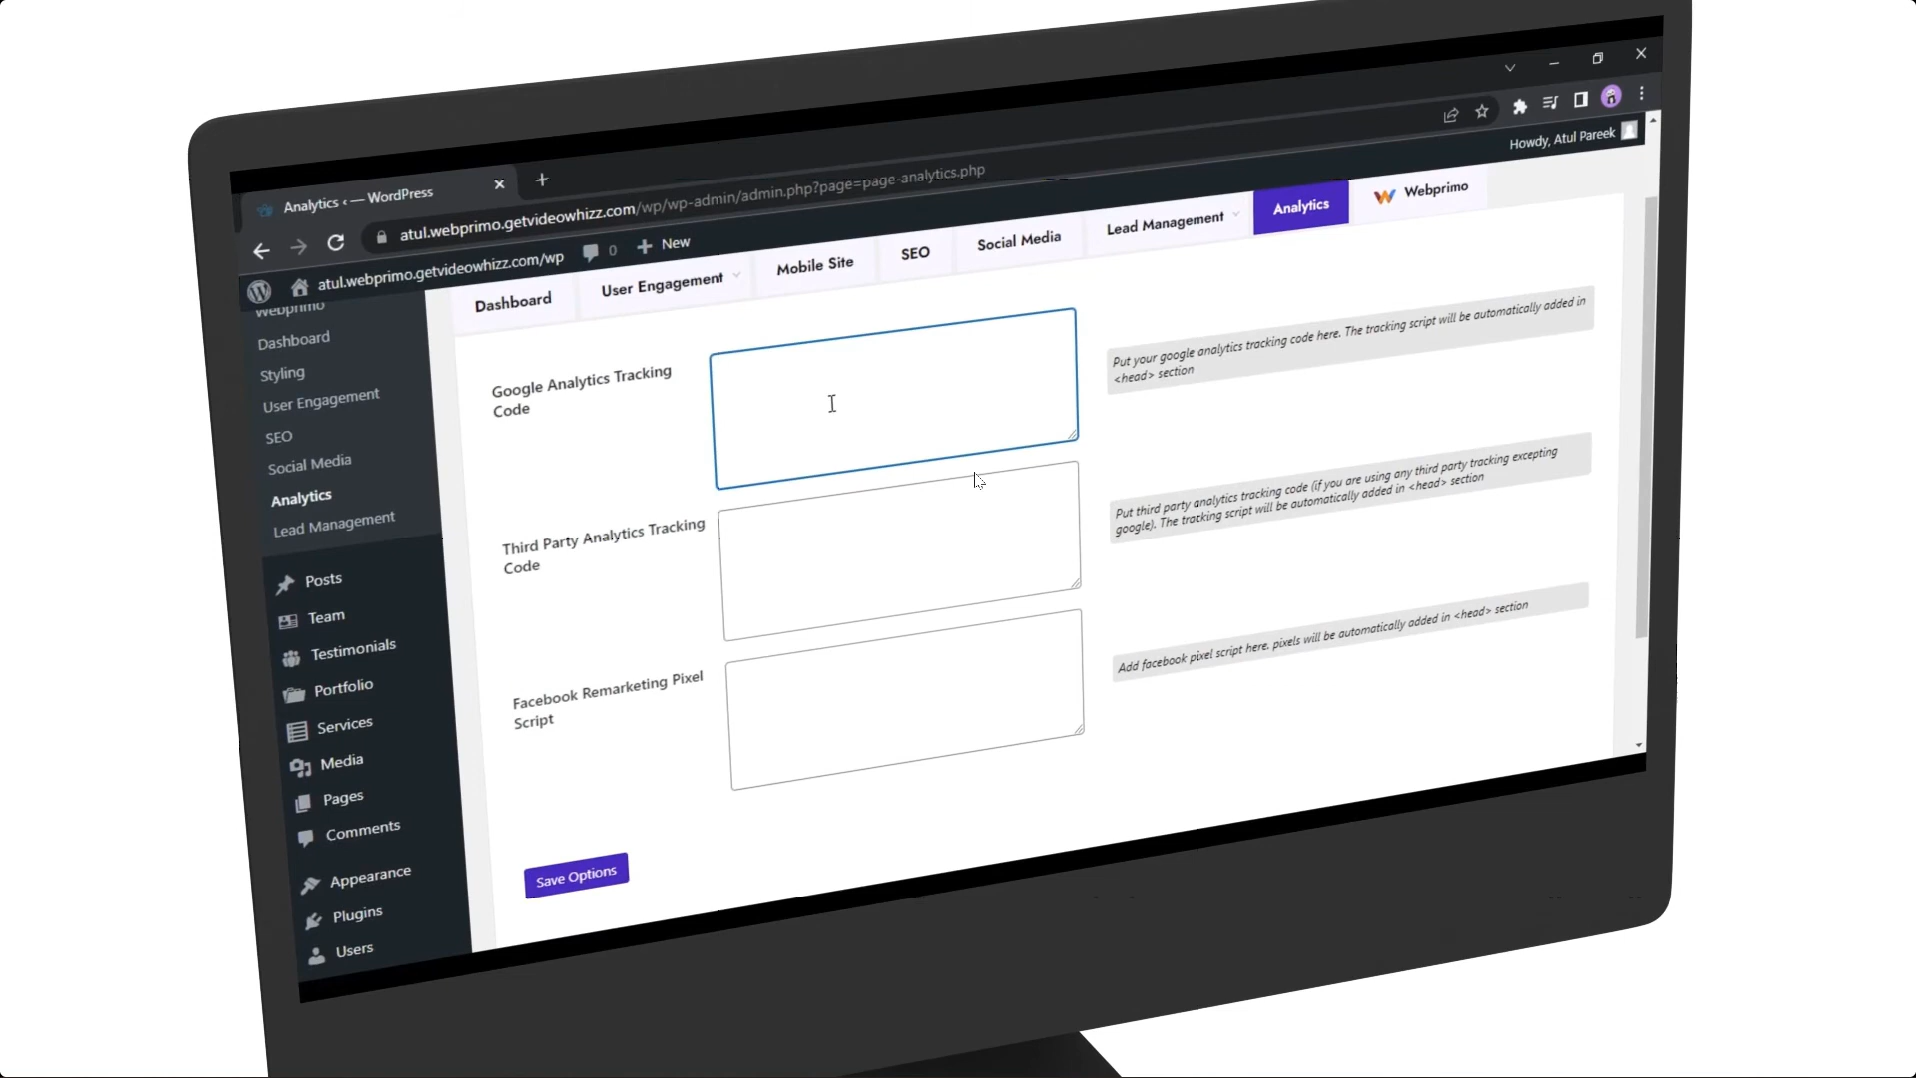 Analytics ‹ — WordPress
atul.webprimo.getvideowhizz.com/wp/wp-admin/admin.php?page=page-analytics.php
atul.webprimo.getvideowhizz.com/wp
0
New
Howdy, Atul Pareek
Webprimo
Dashboard
Styling
User Engagement
SEO
Social Media
Analytics
Lead Management
Posts
Team
Testimonials
Portfolio
Services
Media
Pages
Comments
Appearance
Plugins
Users
Dashboard
User Engagement
Mobile Site
SEO
Social Media
Lead Management
Analytics
Webprimo
Google Analytics Tracking
Code
Put your google analytics tracking code here. The tracking script will be automatically added in
<head> section
Third Party Analytics Tracking
Code
Put third party analytics tracking code (if you are using any third party tracking excepting
google). The tracking script will be automatically added in <head> section
Facebook Remarketing Pixel
Script
Add facebook pixel script here. pixels will be automatically added in <head> section
Save Options